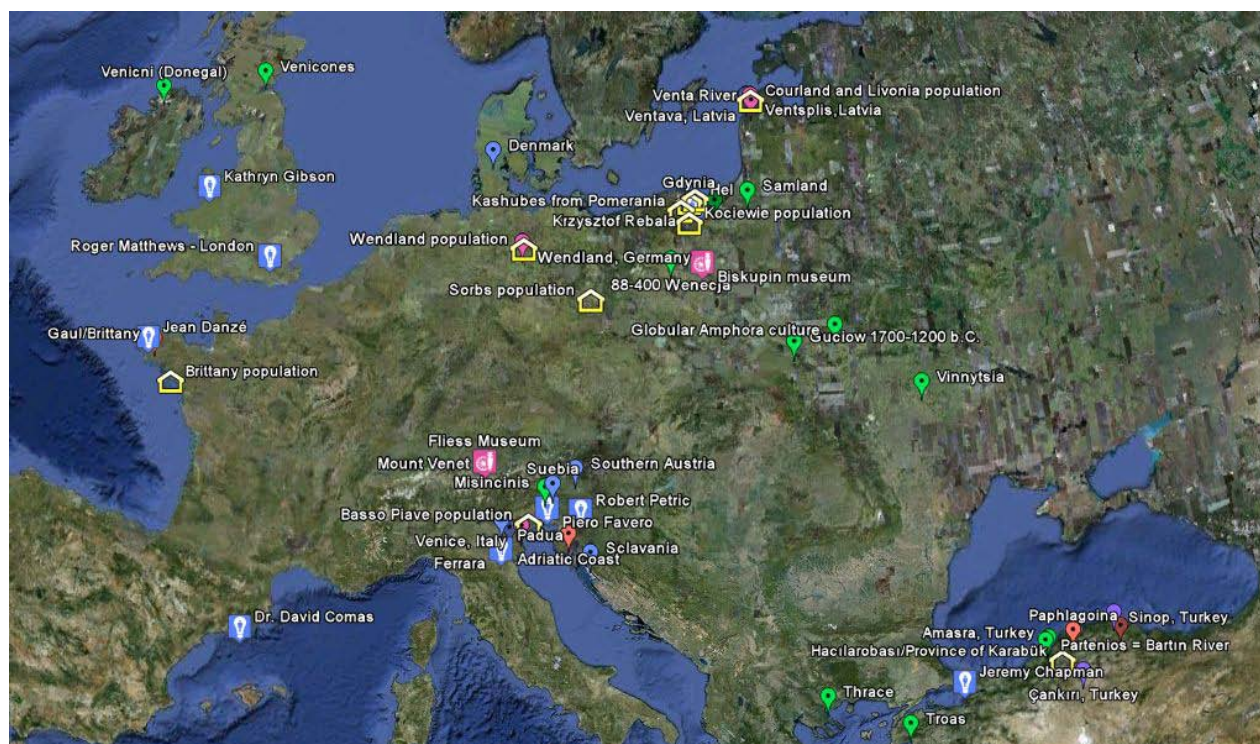 Venicni (Donegal)
Venicones
Venta River
Courland and Livonia population
Ventava, Latvia
Ventsplis,Latvia
Denmark
Kathryn Gibson
Gdynia
Hel
Samland
Kashubes from Pomerania
Krzysztof Rebala
Kociewie population
Roger Matthews - London
Wendland population
Wendland, Germany
Biskupin museum
88-400 Wenecja
Sorbs population
Gaul/Brittany
Jean Danzé
Globular Amphora culture
Guciow 1700-1200 b.C.
Brittany population
Vinnytsia
Fliess Museum
Mount Venet
Suebia
Southern Austria
Misincinis
Robert Petric
Basso Piave population
Piero Favero
Venice, Italy
Padua
Sclavania
Ferrara
Adriatic Coast
Dr. David Comas
Paphlagoina
Sinop, Turkey
Amasra, Turkey
Partenios = Bartın River
Hacılarobası/Province of Karabük
Jeremy Chapman
Çankırı, Turkey
Thrace
Troas